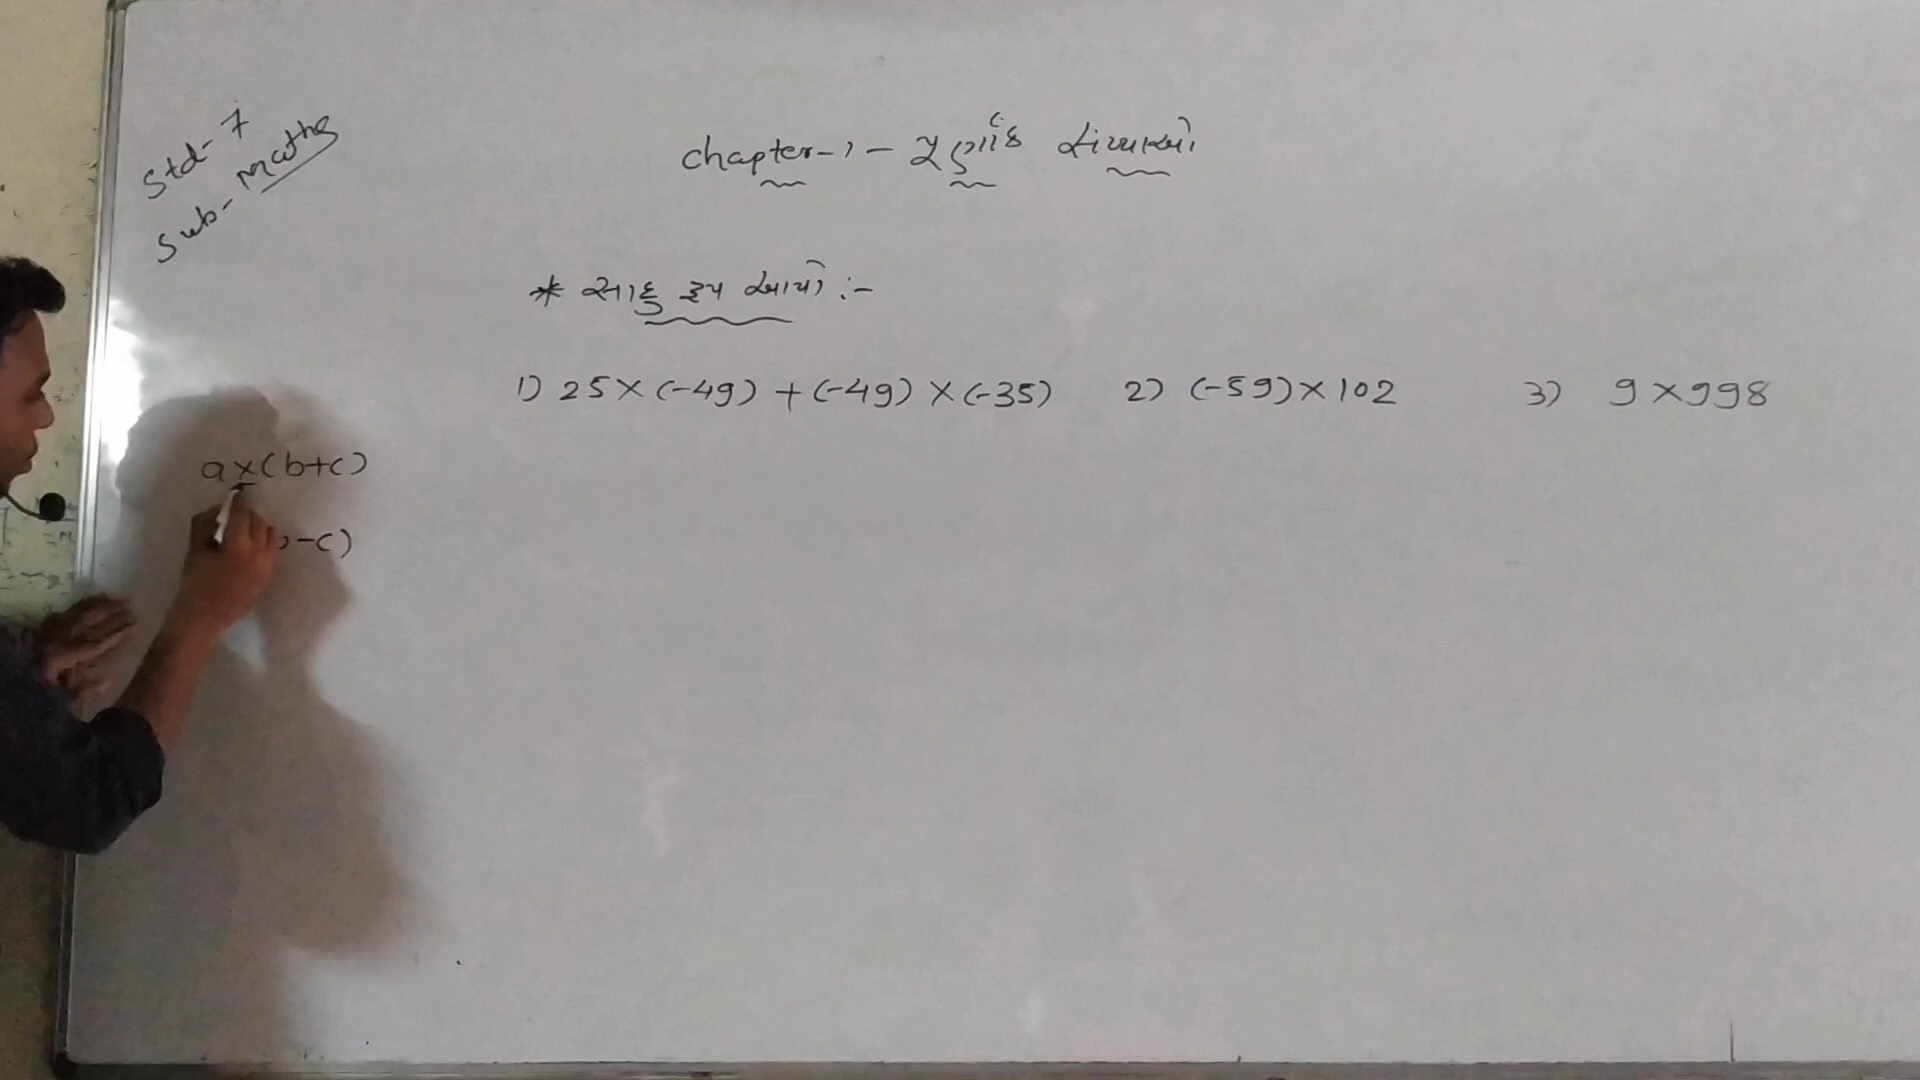 Std-7
Sub-Maths
chapter-1 - પૂર્ણાંક સંખ્યાઓ
* સાદુ રૂપ આપો :-
1) 25×(-49)+(-49)×(-35) 2) (-59)×102 3) 9×998
a×(b+c)
-c)